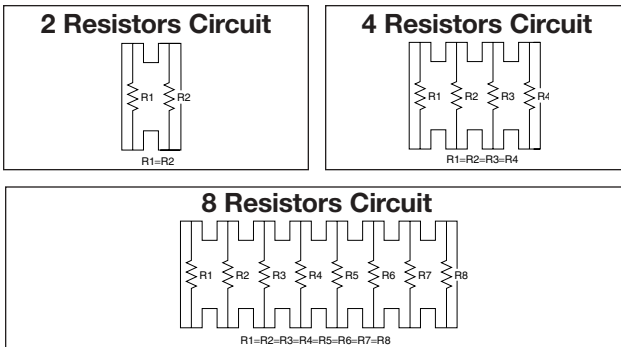 2 Resistors Circuit
R1 R2
R1=R2
4 Resistors Circuit
R1 R2 R3 R4
R1=R2=R3=R4
8 Resistors Circuit
R1 R2 R3 R4 R5 R6 R7 R8
R1=R2=R3=R4=R5=R6=R7=R8